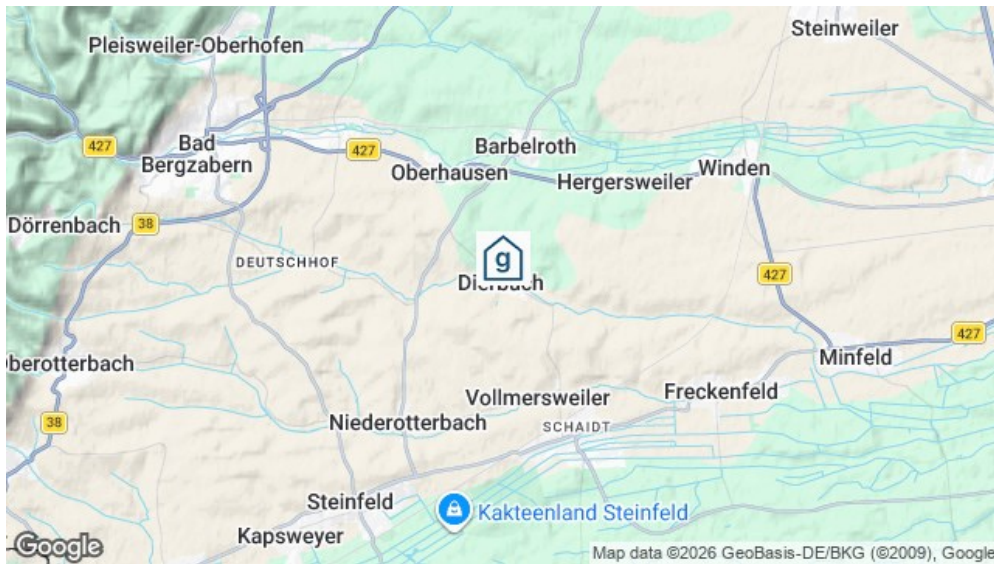 Steinweiler
Pleisweiler-Oberhofen
427
Bad
Bergzabern
427
Barbelroth
Oberhausen
Hergersweiler
Winden
Dörrenbach
38
DEUTSCHHOF
g
Dierbach
427
427
Minfeld
berotterbach
Freckenfeld
Vollmersweiler
38
Niederotterbach
SCHAIDT
Steinfeld
Kakteenland Steinfeld
Kapsweyer
Google
Map data ©2026 GeoBasis-DE/BKG (©2009), Google